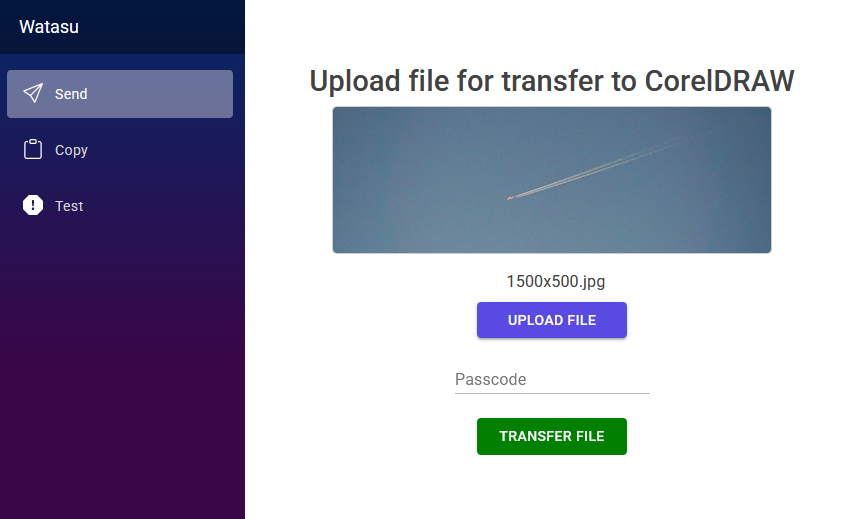 Watasu
Send
Copy
Test
Upload file for transfer to CorelDRAW
1500x500.jpg
UPLOAD FILE
Passcode
TRANSFER FILE